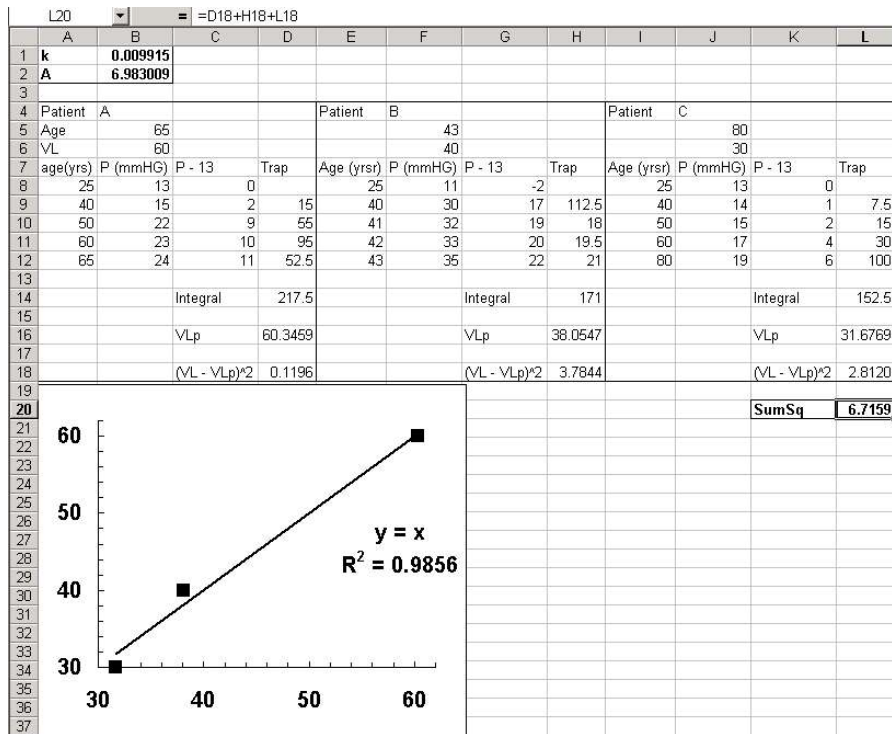 L20 = =D18+H18+L18
A B C D E F G H I J K L
1 k 0.009915
2 A 6.983009
3
4 Patient A Patient B Patient C
5 Age 65 43 80
6 VL 60 40 30
7 age(yrs) P (mmHG) P - 13 Trap Age (yrsr) P (mmHG) P - 13 Trap Age (yrsr) P (mmHG) P - 13 Trap
8 25 13 0 25 11 -2 25 13 0
9 40 15 2 15 40 30 17 112.5 40 14 1 7.5
10 50 22 9 55 41 32 19 18 50 15 2 15
11 60 23 10 95 42 33 20 19.5 60 17 4 30
12 65 24 11 52.5 43 35 22 21 80 19 6 100
13
14 Integral 217.5 Integral 171 Integral 152.5
15
16 VLp 60.3459 VLp 38.0547 VLp 31.6769
17
18 (VL - VLp)^2 0.1196 (VL - VLp)^2 3.7844 (VL - VLp)^2 2.8120
19
20 SumSq 6.7159
21
22
23
24
25
26
27
28
29
30
31
32
33
34
35
36
37
60
50
40
30
y = x
R² = 0.9856
30 40 50 60